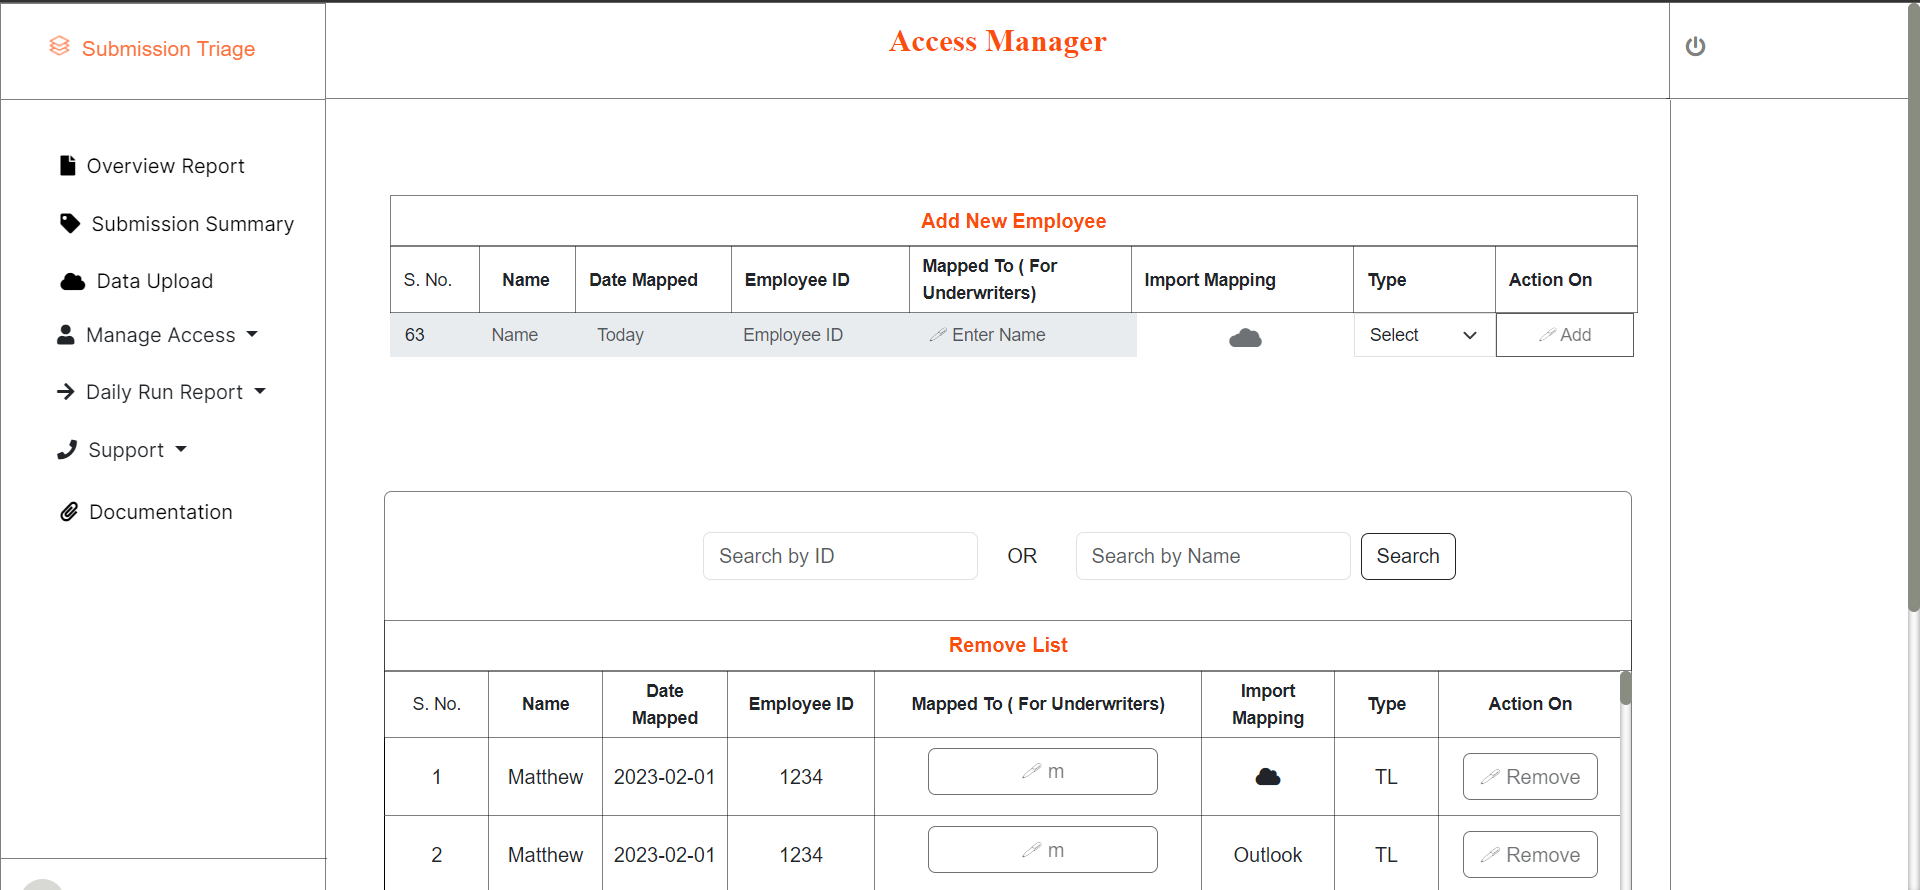 Submission Triage
Access Manager
Overview Report
Submission Summary
Data Upload
Manage Access
Daily Run Report
Support
Documentation
Add New Employee
S. No. Name Date Mapped Employee ID Mapped To ( For Underwriters) Import Mapping Type Action On
63 Name Today Employee ID Enter Name Select Add
Search by ID OR Search by Name Search
Remove List
S. No. Name Date Mapped Employee ID Mapped To ( For Underwriters) Import Mapping Type Action On
1 Matthew 2023-02-01 1234 m TL Remove
2 Matthew 2023-02-01 1234 m Outlook TL Remove